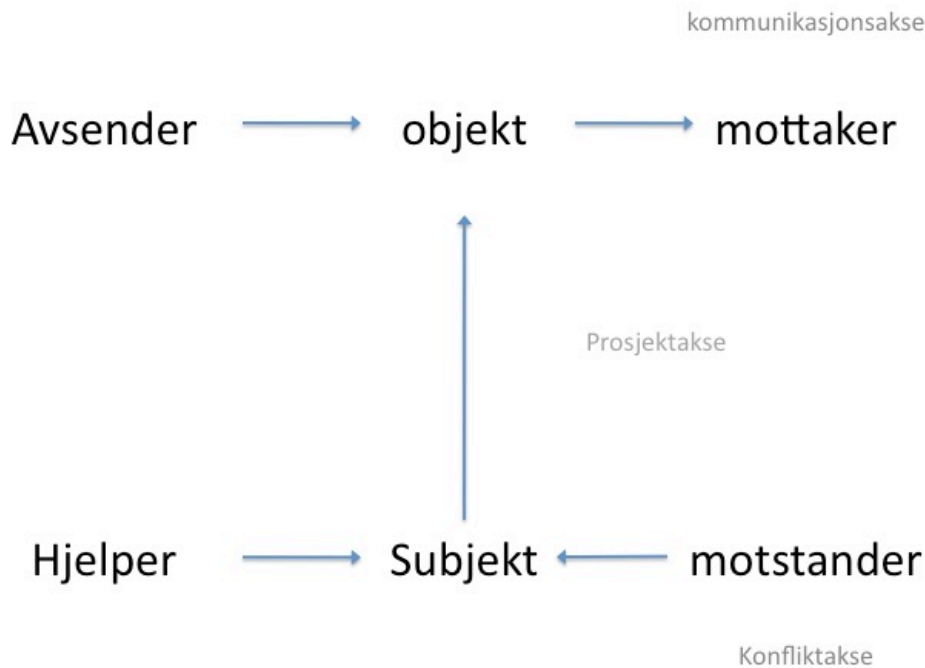 kommunikasjonsakse
Avsender objekt mottaker
Prosjektakse
Hjelper Subjekt motstander
Konfliktakse